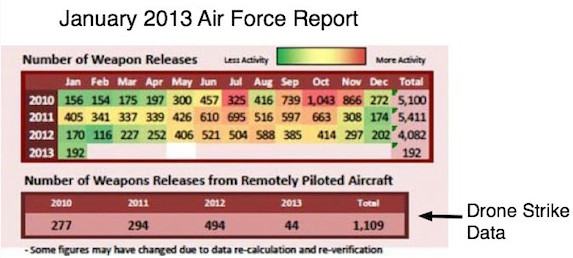 January 2013 Air Force Report
Number of Weapon Releases Less Activity More Activity
Jan Feb Mar Apr May Jun Jul Aug Sep Oct Nov Dec Total
2010 156 154 175 197 300 457 325 416 739 1,043 866 272 5,100
2011 405 341 337 339 426 610 695 516 597 663 308 174 5,411
2012 170 116 227 252 406 521 504 588 385 414 297 202 4,082
2013 192 192
Number of Weapons Releases from Remotely Piloted Aircraft
2010 2011 2012 2013 Total
277 294 494 44 1,109
Drone Strike
Data
- Some figures may have changed due to data re-calculation and re-verification